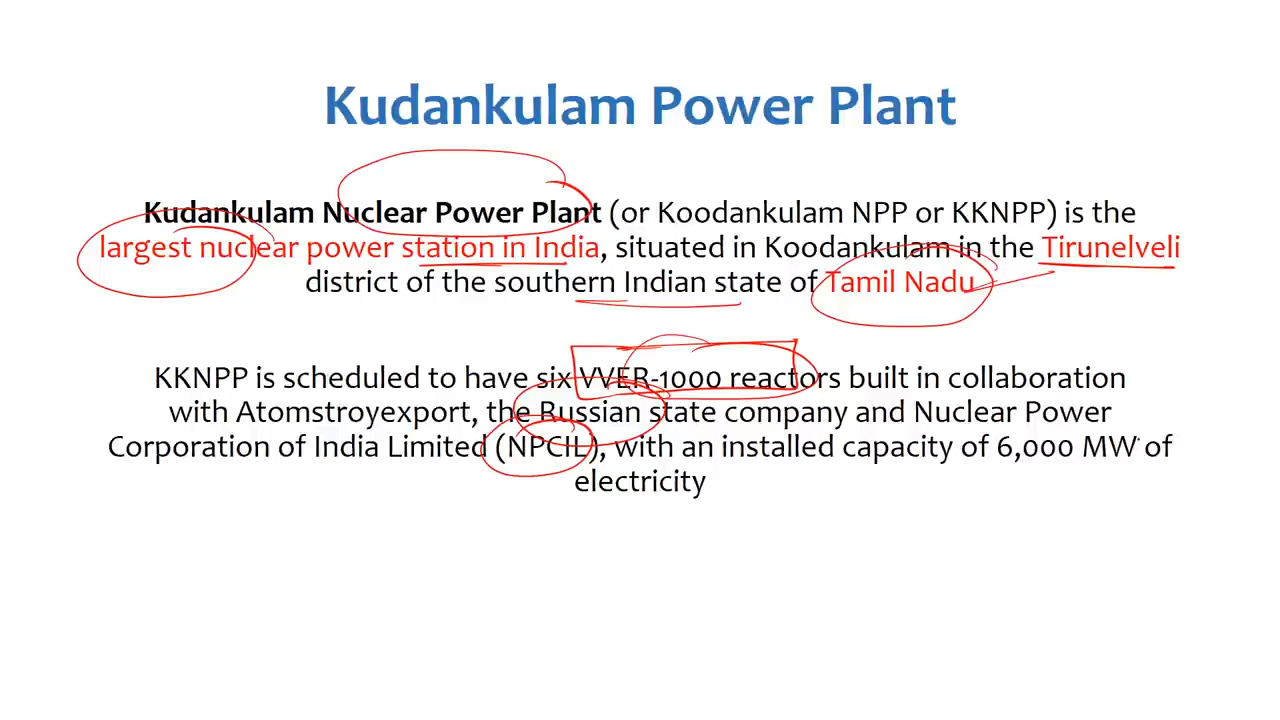 Kudankulam Power Plant
Kudankulam Nuclear Power Plant (or Koodankulam NPP or KKNPP) is the
largest nuclear power station in India, situated in Koodankulam in the Tirunelveli
district of the southern Indian state of Tamil Nadu
KKNPP is scheduled to have six VVER-1000 reactors built in collaboration
with Atomstroyexport, the Russian state company and Nuclear Power
Corporation of India Limited (NPCIL), with an installed capacity of 6,000 MW of
electricity